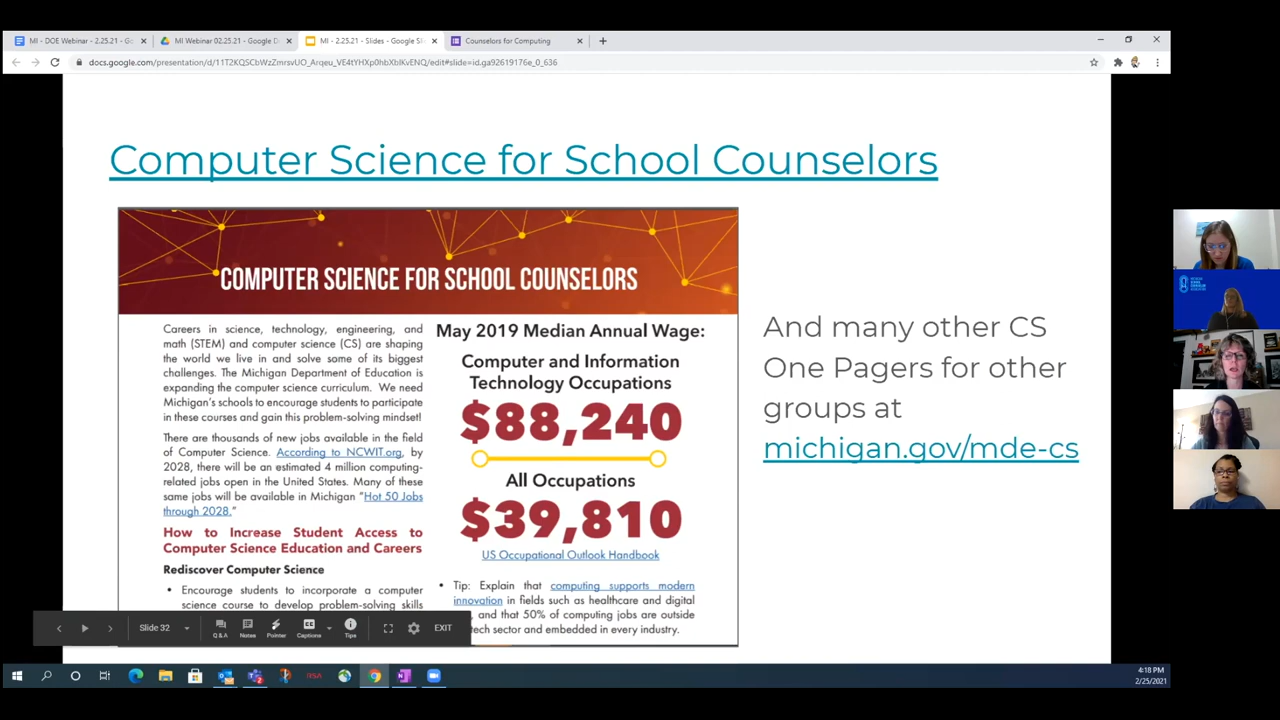 MI - DOE Webinar - 2.25.21 - Go
MI Webinar 02.25.21 - Google D
MI - 2.25.21 - Slides - Google Sli
Counselors for Computing
Computer Science for School Counselors
COMPUTER SCIENCE FOR SCHOOL COUNSELORS
Careers in science, technology, engineering, and
math (STEM) and computer science (CS) are shaping
the world we live in and solve some of its biggest
challenges. The Michigan Department of Education is
expanding the computer science curriculum. We need
Michigan's schools to encourage students to participate
in these courses and gain this problem-solving mindset!
There are thousands of new jobs available in the field
of Computer Science. According to NCWIT.org, by
2028, there will be an estimated 4 million computing-
related jobs open in the United States. Many of these
same jobs will be available in Michigan "Hot 50 Jobs
through 2028."
How to Increase Student Access to
Computer Science Education and Careers
Rediscover Computer Science
• Encourage students to incorporate a computer
science course to develop problem-solving skills
May 2019 Median Annual Wage:
Computer and Information
Technology Occupations
$88,240
All Occupations
$39,810
US Occupational Outlook Handbook
• Tip: Explain that computing supports modern
innovation in fields such as healthcare and digital
, and that 50% of computing jobs are outside
tech sector and embedded in every industry.
And many other CS
One Pagers for other
groups at
michigan.gov/mde-cs
Slide 32
Q&A
Notes
Pointer
Captions
Tips
EXIT
4:18 PM
2/25/2021